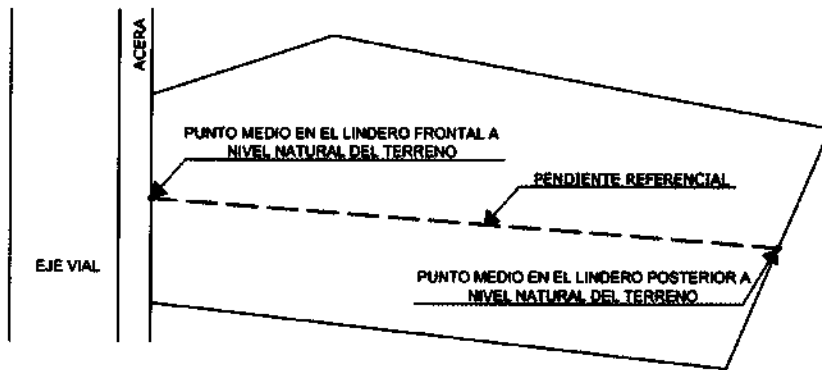 ACERA
PUNTO MEDIO EN EL LINDERO FRONTAL A
NIVEL NATURAL DEL TERRENO
PENDIENTE REFERENCIAL
EJE VIAL
PUNTO MEDIO EN EL LINDERO POSTERIOR A
NIVEL NATURAL DEL TERRENO